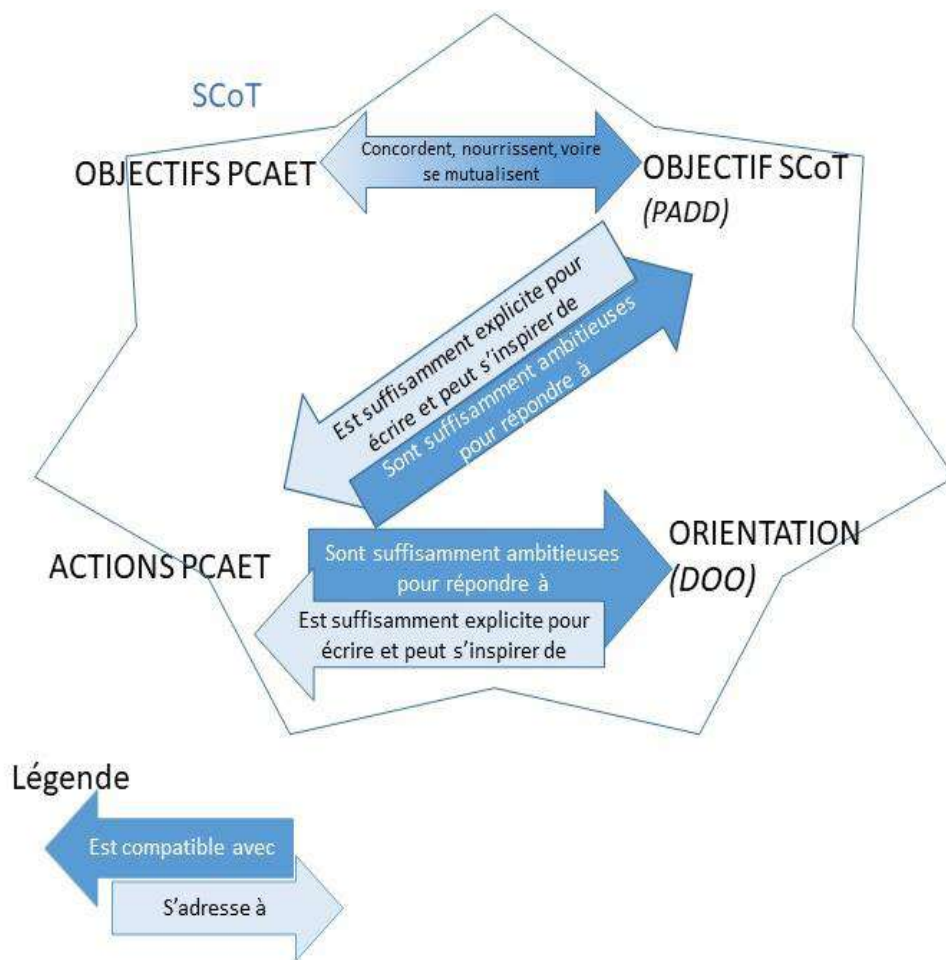 SCoT
Concordent, nourrissent, voire
se mutualisent
OBJECTIFS PCAET
OBJECTIF SCoT
(PADD)
Est suffisamment explicite pour
écrire et peut s’inspirer de
Sont suffisamment ambitieuses
pour répondre à
ACTIONS PCAET
Sont suffisamment ambitieuses
pour répondre à
ORIENTATION
(DOO)
Est suffisamment explicite pour
écrire et peut s’inspirer de
Légende
Est compatible avec
S’adresse à